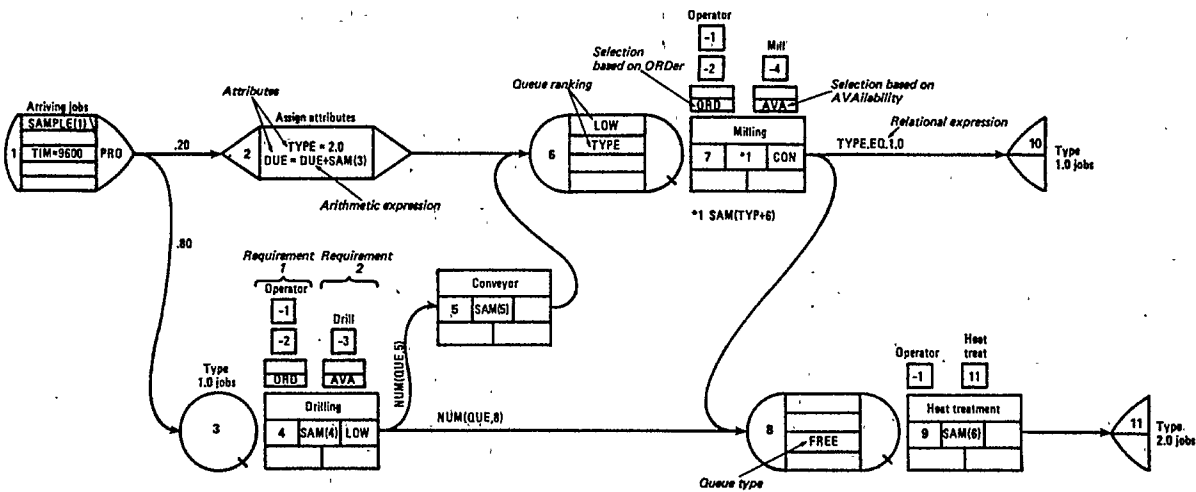 Arriving jobs
SAMPLE(1)
1
TIM=9600
PRO
.20
.80
Attributes
Assign attributes
2
TYPE = 2.0
DUE = DUE+SAM(3)
Arithmetic expression
Requirement
1
Requirement
2
Operator
-1
-2
ORD
Drill
-3
AVA
Type
1.0 jobs
3
Drilling
4
SAM(4)
LOW
NUM(QUE,5)
NUM(QUE,8)
Conveyor
5
SAM(5)
Queue ranking
6
LOW
TYPE
Selection
based on ORDer
Operator
-1
-2
ORD
Mill
-4
AVA
Selection based on
AVAilability
Milling
7
*1
CON
*1 SAM(TYP+6)
Relational expression
TYPE,EQ,1.0
10
Type
1.0 jobs
8
FREE
Queue type
Operator
-1
Heat
treat
11
Heat treatment
9
SAM(6)
11
Type.
2.0 jobs